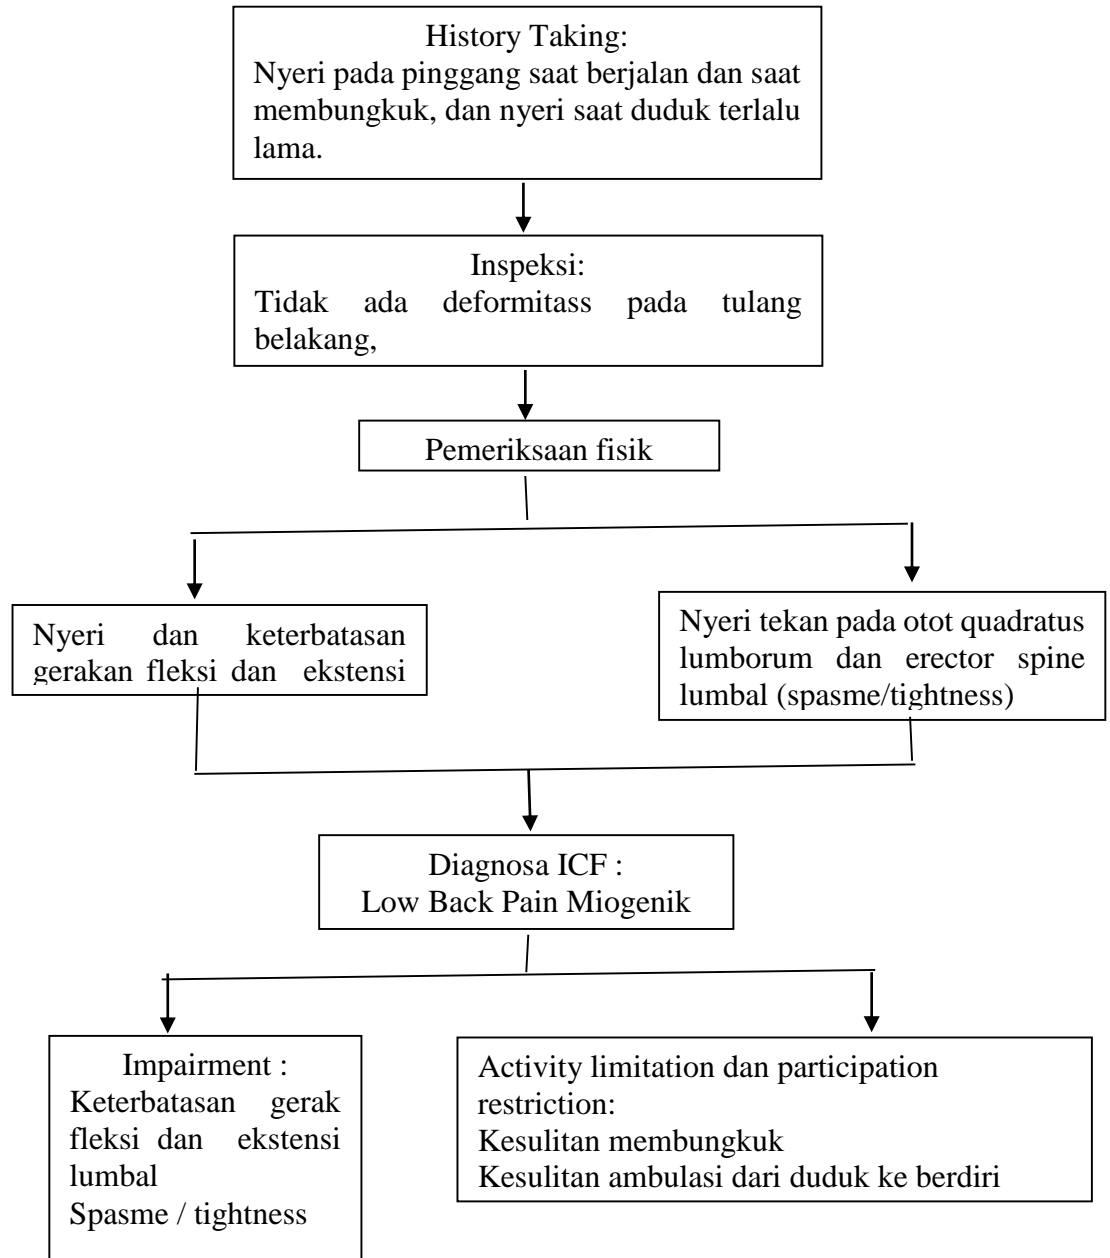 History Taking:
Nyeri pada pinggang saat berjalan dan saat
membungkuk, dan nyeri saat duduk terlalu
lama.
Inspeksi:
Tidak ada deformitass pada tulang
belakang,
Pemeriksaan fisik
Nyeri dan keterbatasan
gerakan fleksi dan ekstensi
Nyeri tekan pada otot quadratus
lumborum dan erector spine
lumbal (spasme/tightness)
Diagnosa ICF :
Low Back Pain Miogenik
Impairment :
Keterbatasan gerak
fleksi dan ekstensi
lumbal
Spasme / tightness
Activity limitation dan participation
restriction:
Kesulitan membungkuk
Kesulitan ambulasi dari duduk ke berdiri